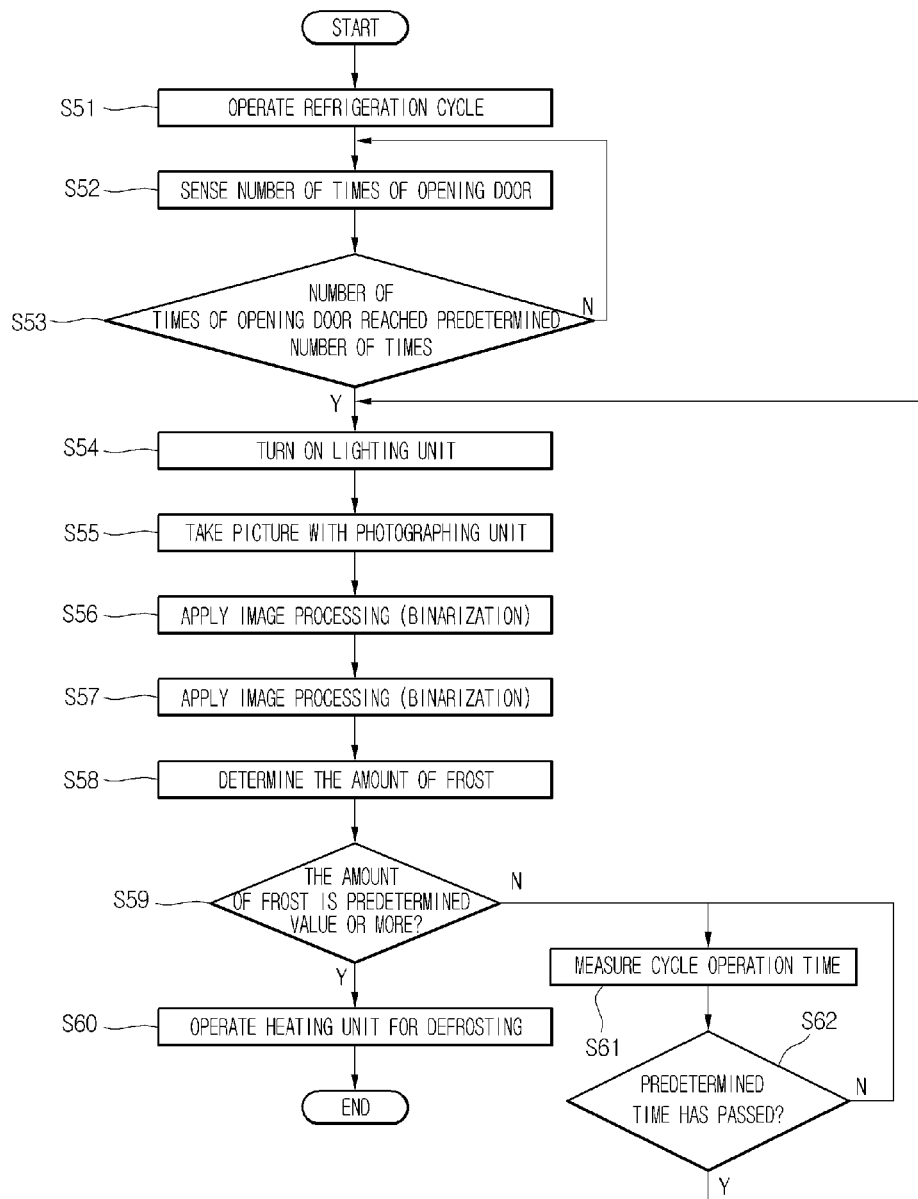 START
S51
OPERATE REFRIGERATION CYCLE
S52
SENSE NUMBER OF TIMES OF OPENING DOOR
S53
NUMBER OF
TIMES OF OPENING DOOR REACHED PREDETERMINED
NUMBER OF TIMES
N
Y
S54
TURN ON LIGHTING UNIT
S55
TAKE PICTURE WITH PHOTOGRAPHING UNIT
S56
APPLY IMAGE PROCESSING (BINARIZATION)
S57
APPLY IMAGE PROCESSING (BINARIZATION)
S58
DETERMINE THE AMOUNT OF FROST
S59
THE AMOUNT
OF FROST IS PREDETERMINED
VALUE OR MORE?
N
Y
S60
OPERATE HEATING UNIT FOR DEFROSTING
END
MEASURE CYCLE OPERATION TIME
S61
S62
PREDETERMINED
TIME HAS PASSED?
N
Y